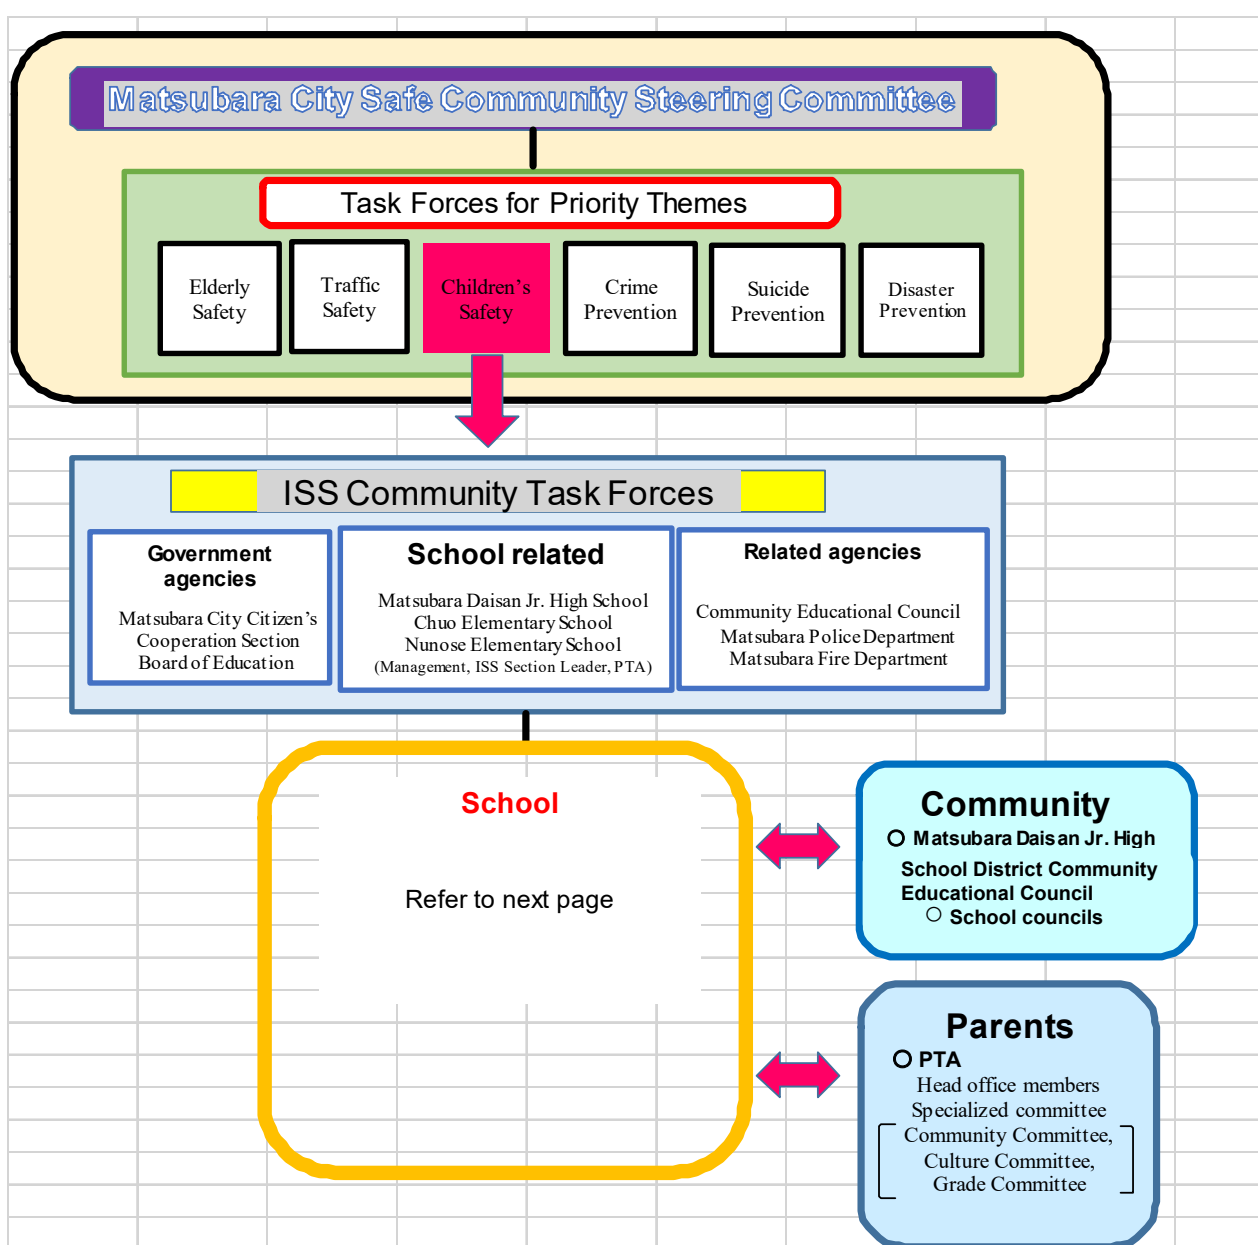 Matsubara City Safe Community Steering Committee
Task Forces for Priority Themes
Elderly
Safety
Traffic
Safety
Children's
Safety
Crime
Prevention
Suicide
Prevention
Disaster
Prevention
ISS Community Task Forces
Government
agencies
Matsubara City Citizen's
Cooperation Section
Board of Education
School related
Matsubara Daisan Jr. High School
Chuo Elementary School
Nunose Elementary School
(Management, ISS Section Leader, PTA)
Related agencies
Community Educational Council
Matsubara Police Department
Matsubara Fire Department
School
Refer to next page
Community
○ Matsubara Daisan Jr. High
School District Community
Educational Council
○ School councils
Parents
○ PTA
Head office members
Specialized committee
Community Committee,
Culture Committee,
Grade Committee